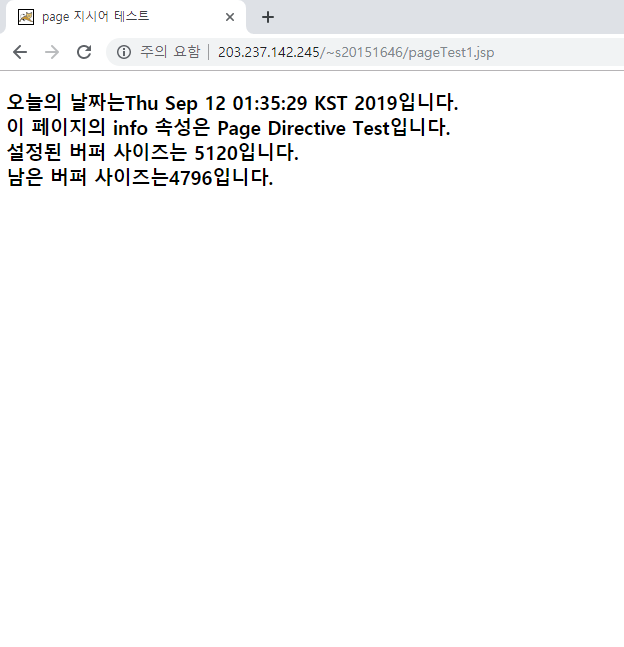 page 지시어 테스트
주의 요함 | 203.237.142.245/~s20151646/pageTest1.jsp
오늘의 날짜는Thu Sep 12 01:35:29 KST 2019입니다.
이 페이지의 info 속성은 Page Directive Test입니다.
설정된 버퍼 사이즈는 5120입니다.
남은 버퍼 사이즈는4796입니다.